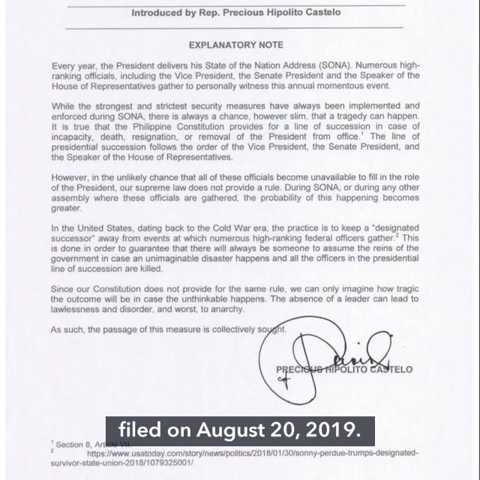 Introduced by Rep. Precious Hipolito Castelo
EXPLANATORY NOTE
Every year, the President delivers his State of the Nation Address (SONA). Numerous high-
ranking officials, including the Vice President, the Senate President and the Speaker of the
House of Representatives gather to personally witness this annual momentous event.
While the strongest and strictest security measures have always been implemented and
enforced during SONA, there is always a chance, however slim, that a tragedy can happen.
It is true that the Philippine Constitution provides for a line of succession in case of
incapacity, death, resignation, or removal of the President from office.1 The line of
presidential succession follows the order of the Vice President, the Senate President, and
the Speaker of the House of Representatives.
However, in the unlikely chance that all of these officials become unavailable to fill in the role
of the President, our supreme law does not provide a rule. During SONA, or during any other
assembly where these officials are gathered, the probability of this happening becomes
greater.
In the United States, dating back to the Cold War era, the practice is to keep a “designated
successor” away from events at which numerous high-ranking federal officers gather.2 This
is done in order to guarantee that there will always be someone to assume the reins of the
government in case an unimaginable disaster happens and all the officers in the presidential
line of succession are killed.
Since our Constitution does not provide for the same rule, we can only imagine how tragic
the outcome will be in case the unthinkable happens. The absence of a leader can lead to
lawlessness and disorder, and worst, to anarchy.
As such, the passage of this measure is collectively sought.
PRECIOUS HIPOLITO CASTELO
filed on August 20, 2019.
1 Section 8, Article VII
2 https://www.usatoday.com/story/news/politics/2018/01/30/sonny-perdue-trumps-designated-
survivor-state-union-2018/1079325001/